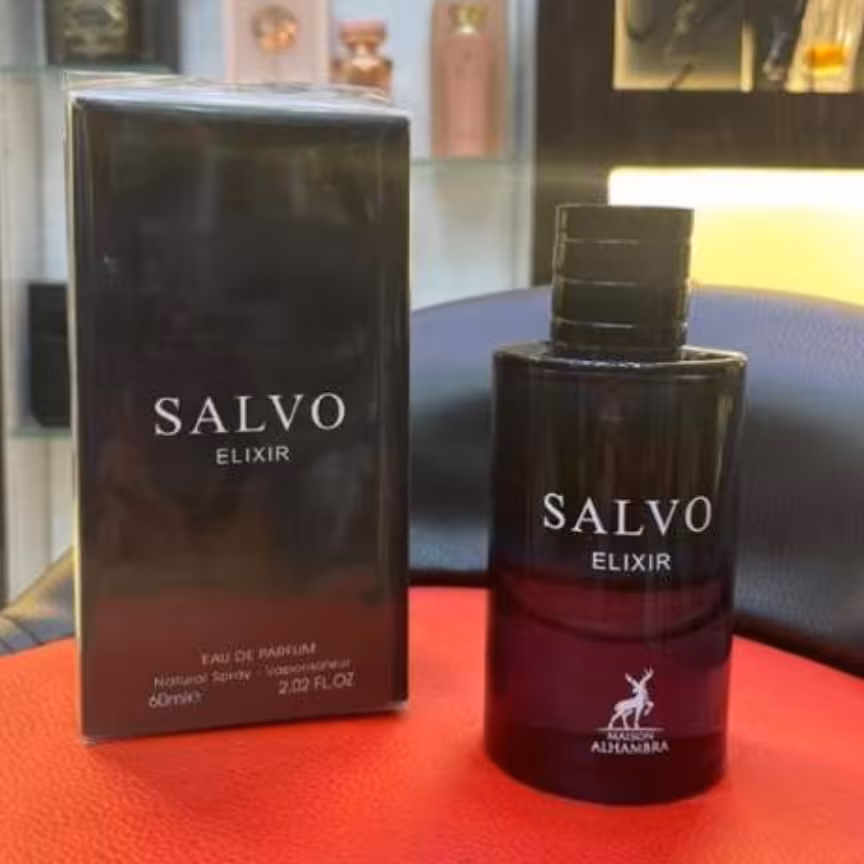 SALVO
ELIXIR
EAU DE PARFUM
Natural Spray - Vaporisateur
60ml℮ 2.02 FL.OZ
SALVO
ELIXIR
MAISON
ALHAMBRA